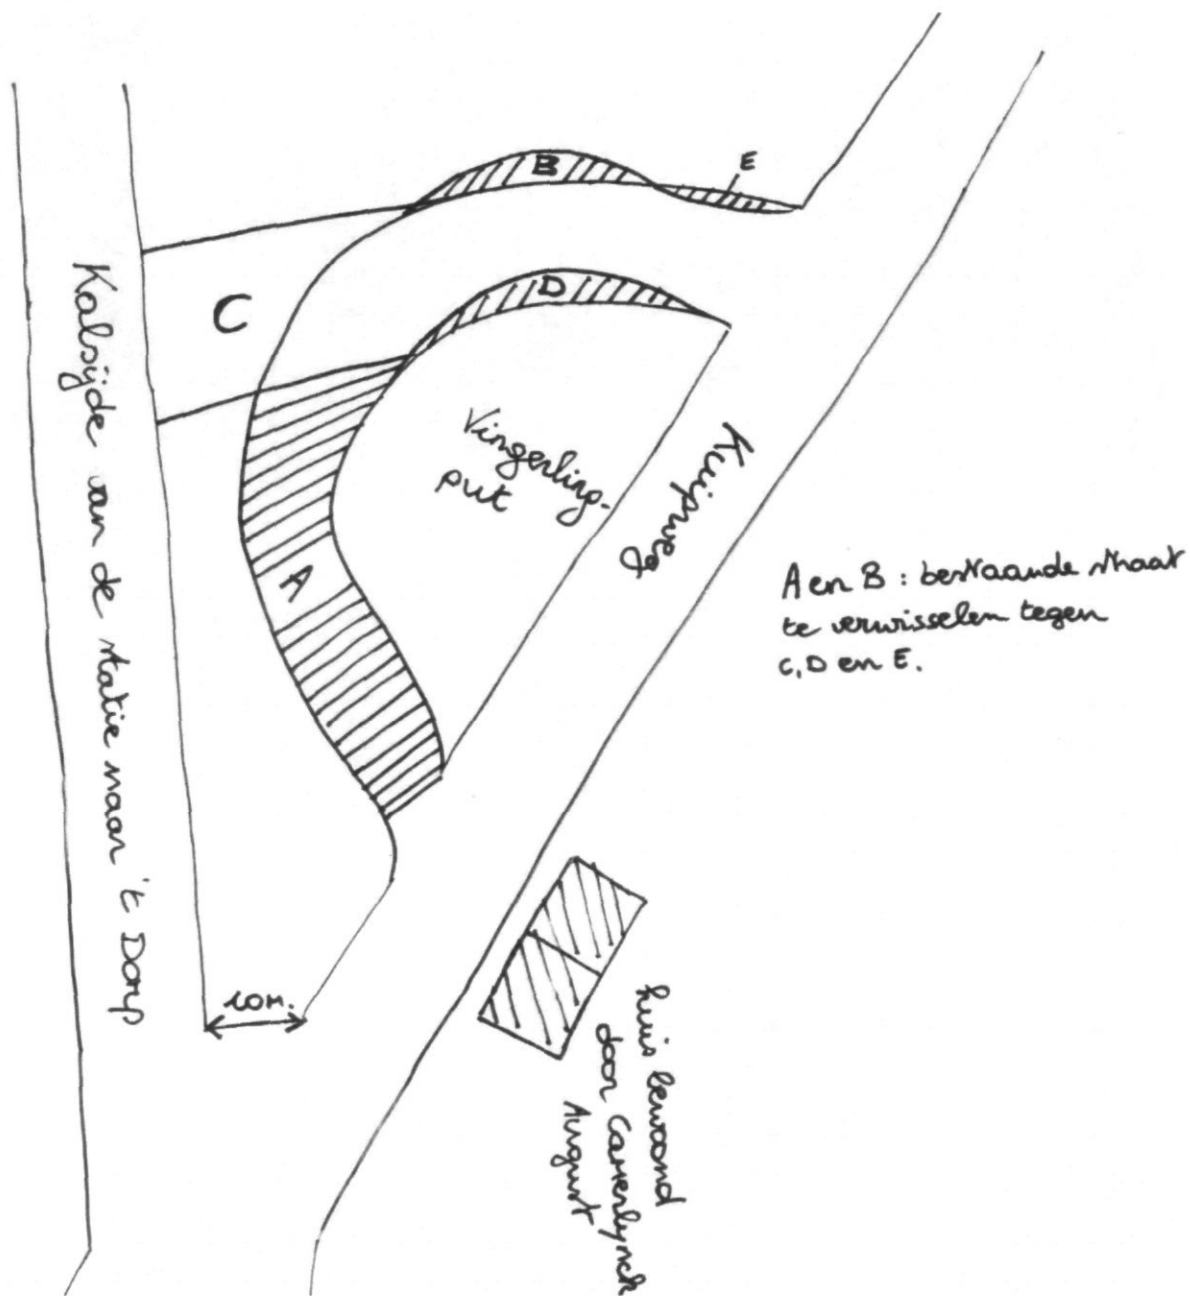 B
E
C
D
Kalsijde van de statie naar 't Dorp
Vingerling-
put
Kuipweg
A
A en B : bestaande straat
te verwisselen tegen
C, D en E.
10M.
huis bewoond
door Camerlynck
August